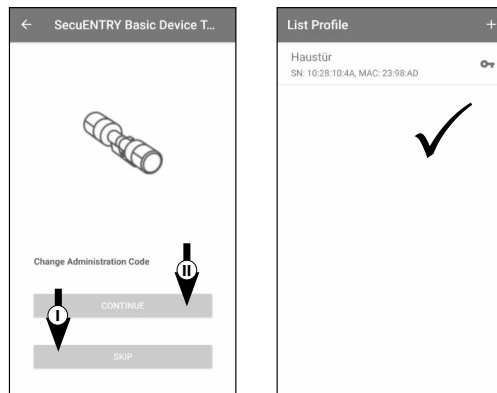 ← SecuENTRY Basic Device T...
Change Administration Code
II
CONTINUE
I
SKIP
List Profile +
Haustür
SN: 10:28:10:4A, MAC: 23:98:AD